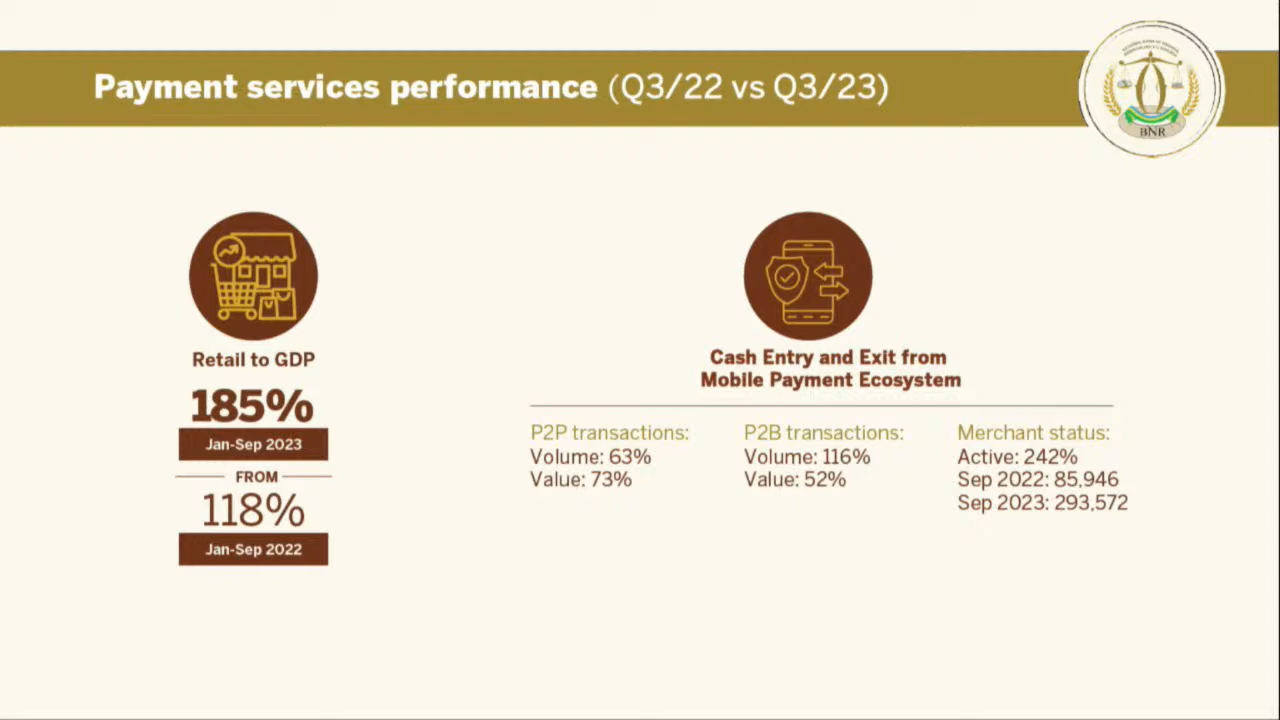 Payment services performance (Q3/22 vs Q3/23)
BNR
Retail to GDP
185%
Jan-Sep 2023
FROM
118%
Jan-Sep 2022
Cash Entry and Exit from
Mobile Payment Ecosystem
P2P transactions:
Volume: 63%
Value: 73%
P2B transactions:
Volume: 116%
Value: 52%
Merchant status:
Active: 242%
Sep 2022: 85,946
Sep 2023: 293,572